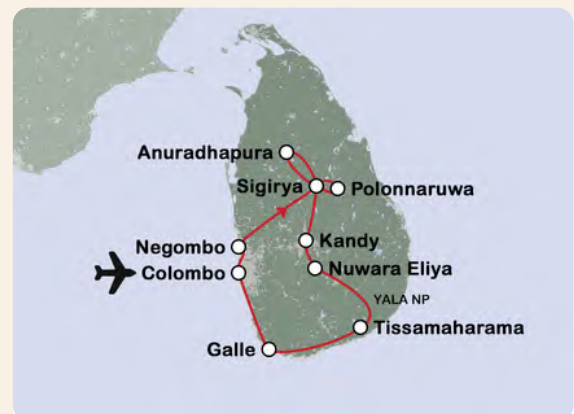 Anuradhapura
Sigirya
Polonnaruwa
Negombo
Kandy
Colombo
Nuwara Eliya
YALA NP
Tissamaharama
Galle